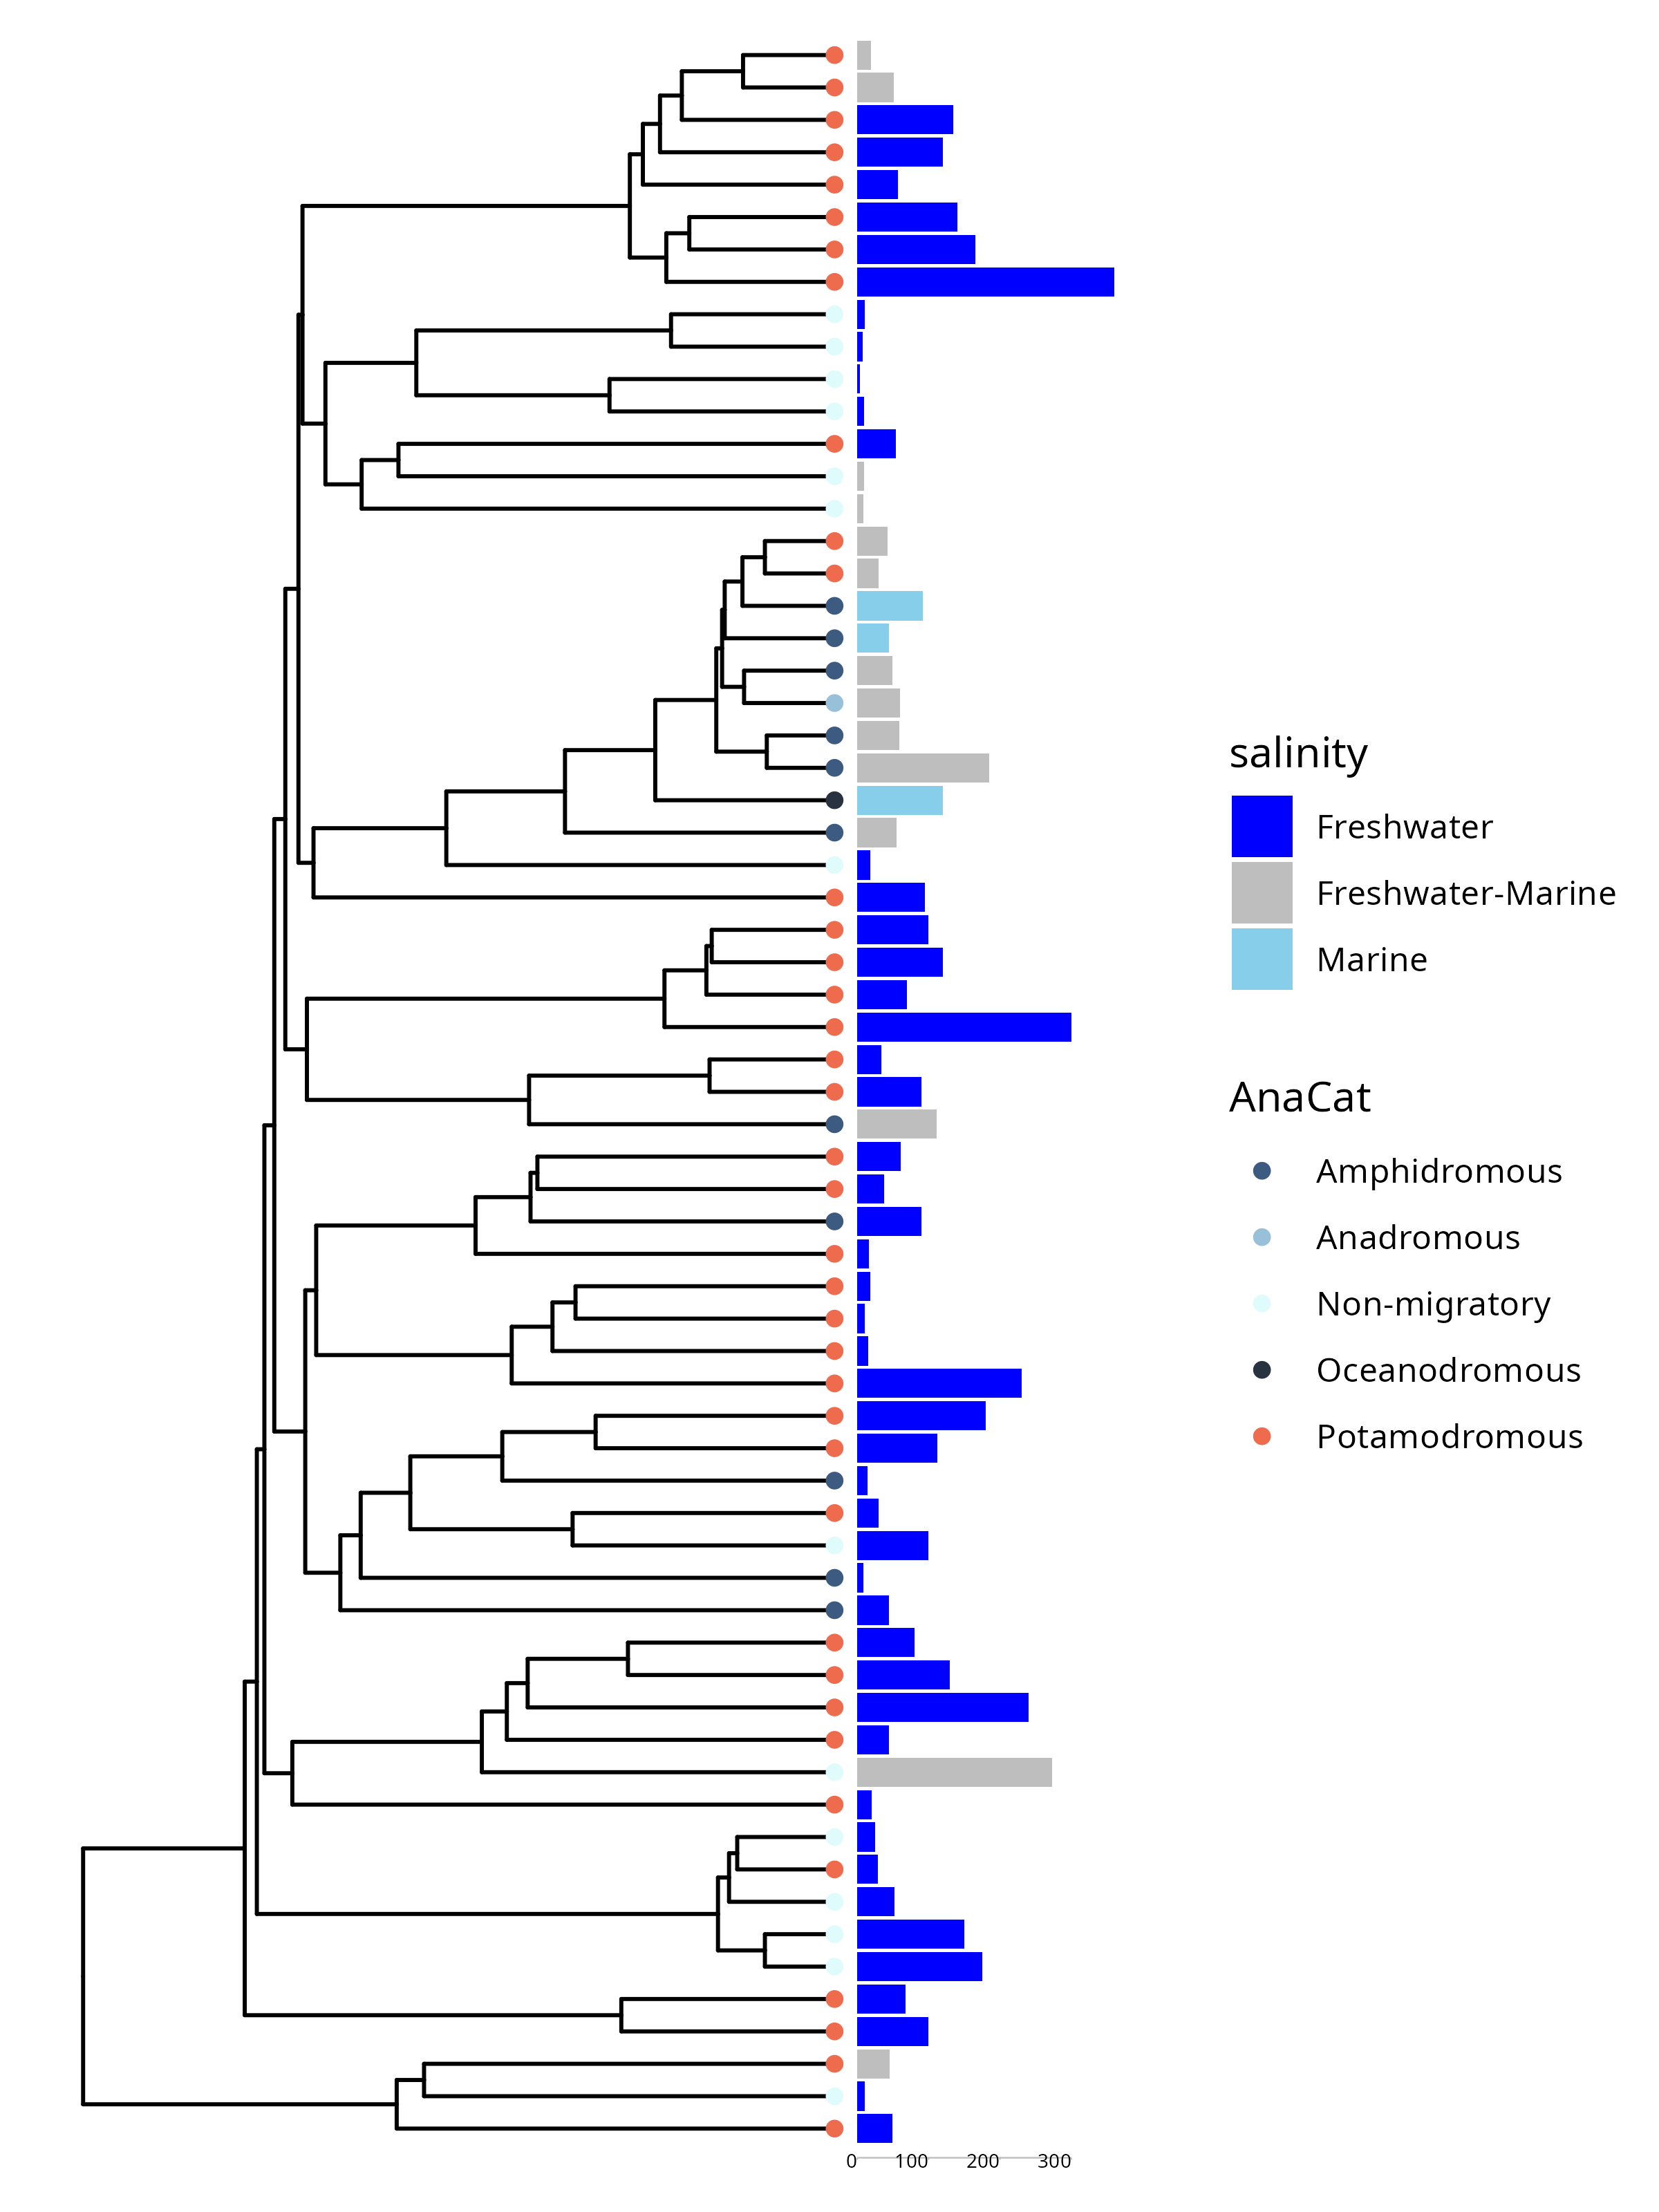 salinity
Freshwater
Freshwater-Marine
Marine
AnaCat
Amphidromous
Anadromous
Non-migratory
Oceanodromous
Potamodromous
0 100 200 300